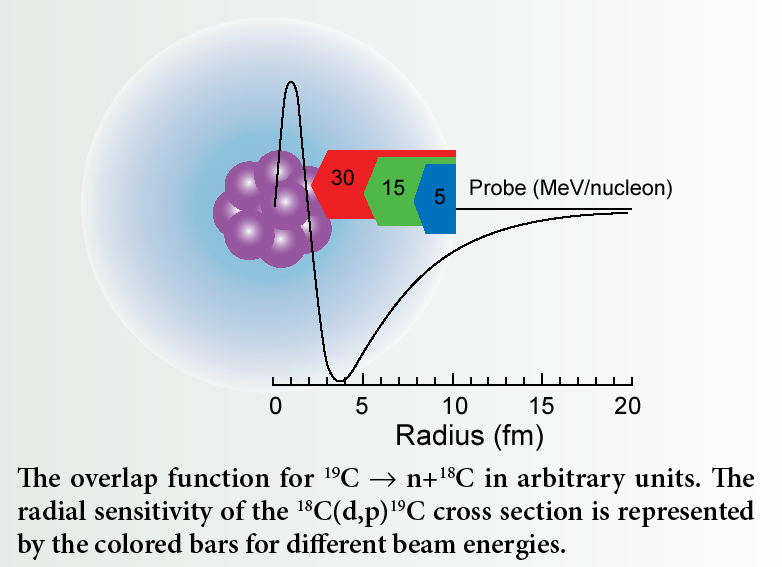 30
15
5
Probe (MeV/nucleon)
0 5 10 15 20
Radius (fm)
The overlap function for ¹⁹C → n+¹⁸C in arbitrary units. The
radial sensitivity of the ¹⁸C(d,p)¹⁹C cross section is represented
by the colored bars for different beam energies.